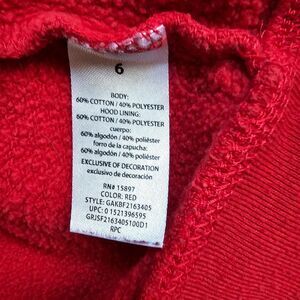 6
BODY:
60% COTTON / 40% POLYESTER
HOOD LINING:
60% COTTON / 40% POLYESTER
cuerpo:
60% algodón / 40% poliéster
forro de la capucha:
60% algodón / 40% poliéster
EXCLUSIVE OF DECORATION
exclusivo de decoración
RN# 15897
COLOR: RED
STYLE: GAKBF2163405
UPC: 0 1521396595
GRJSF2163405100D1
RPC